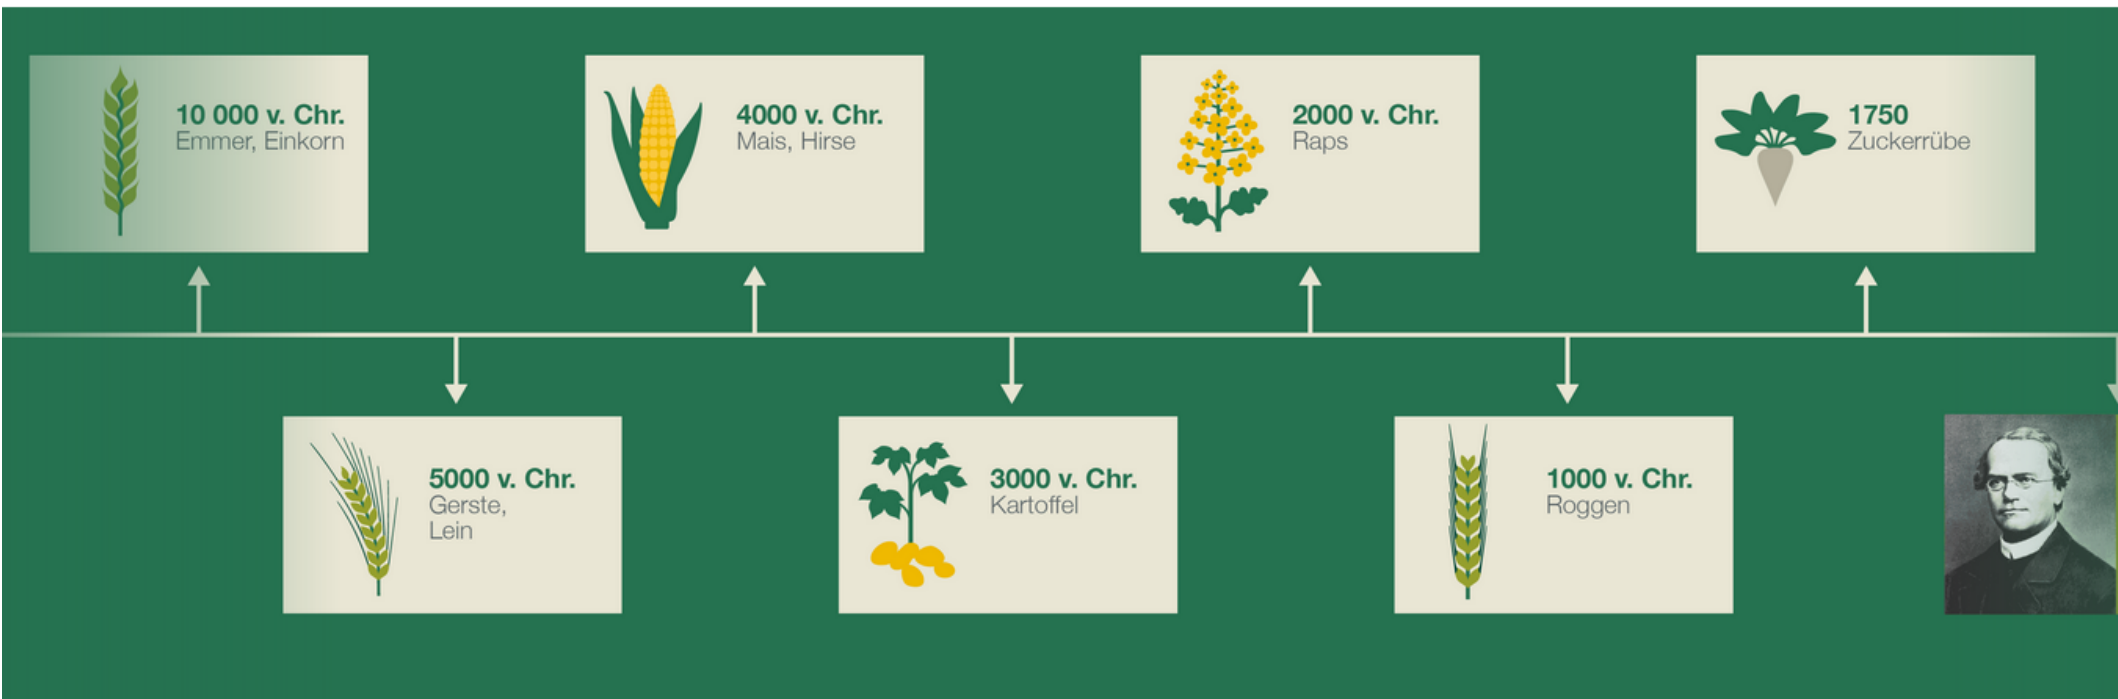 10 000 v. Chr.
Emmer, Einkorn
5000 v. Chr.
Gerste,
Lein
4000 v. Chr.
Mais, Hirse
3000 v. Chr.
Kartoffel
2000 v. Chr.
Raps
1000 v. Chr.
Roggen
1750
Zuckerrübe